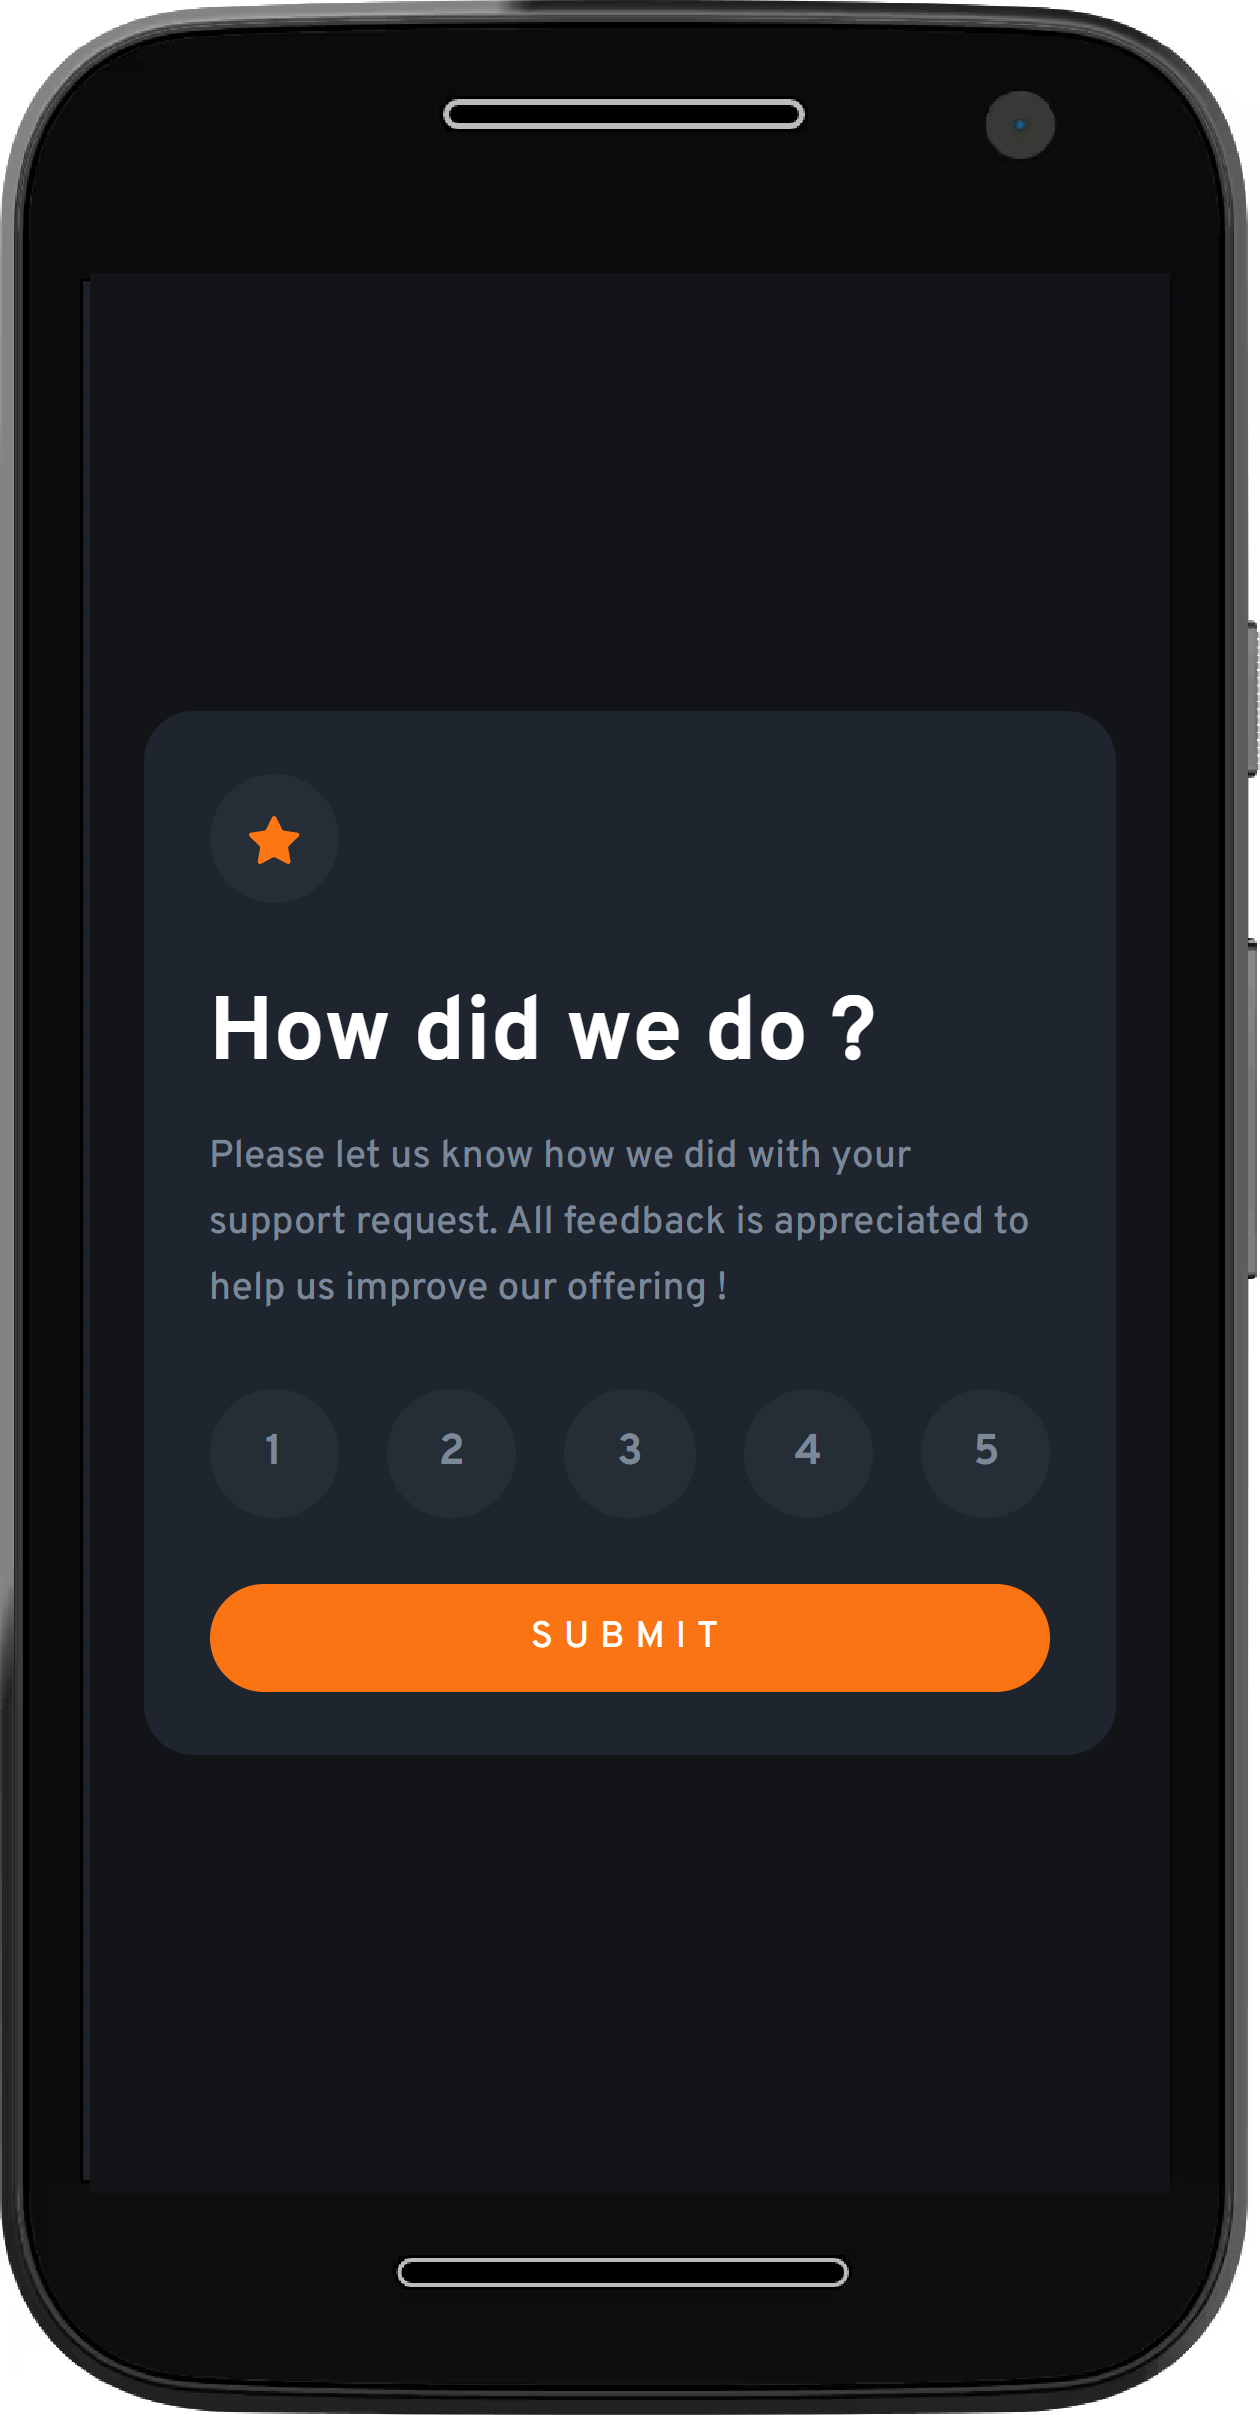 How did we do ?
Please let us know how we did with your
support request. All feedback is appreciated to
help us improve our offering !
1 2 3 4 5
SUBMIT